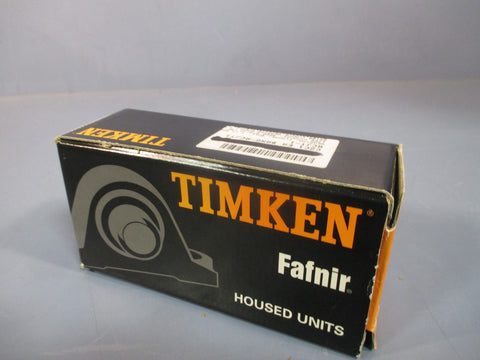 TIMKEN
TIMKEN®
Fafnir®
HOUSED UNITS